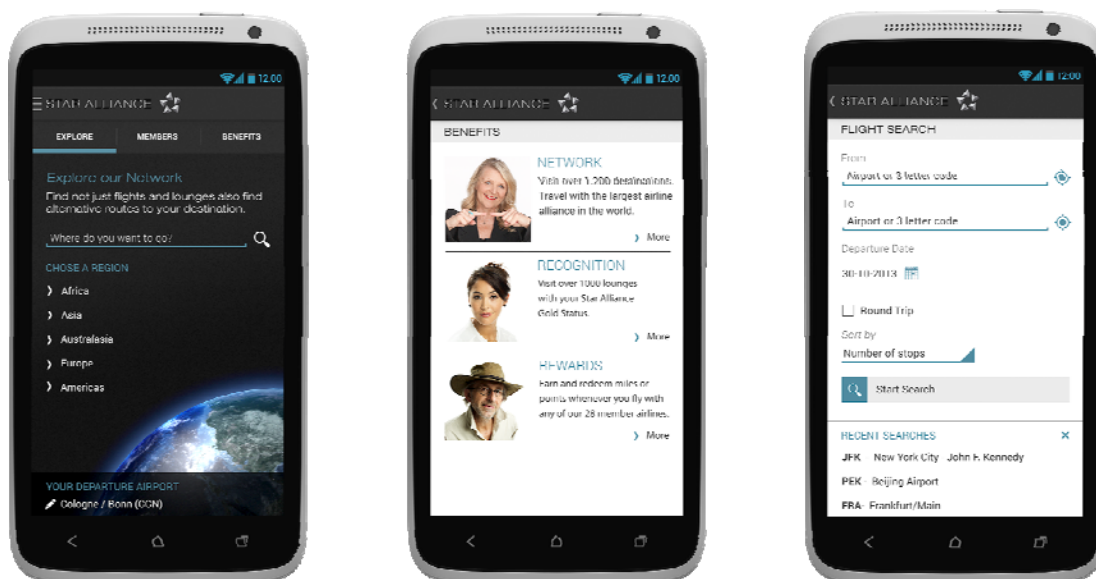 12:00
STAR ALLIANCE
EXPLORE MEMBERS BENEFITS
Explore our Network
Find not just flights and lounges also find
alternative routes to your destination.
Where do you want to go?
CHOSE A REGION
Africa
Asia
Australasia
Europe
Americas
YOUR DEPARTURE AIRPORT
Cologne / Bonn (CGN)
12:00
STAR ALLIANCE
BENEFITS
NETWORK
Visit over 1.200 destinations.
Travel with the largest airline
alliance in the world.
More
RECOGNITION
Visit over 1000 lounges
with your Star Alliance
Gold Status.
More
REWARDS
Earn and redeem miles or
points whenever you fly with
any of our 28 member airlines.
More
12:00
STAR ALLIANCE
FLIGHT SEARCH
From
Airport or 3 letter code
To
Airport or 3 letter code
Departure Date
30-10-2013
Round Trip
Sort by
Number of stops
Start Search
RECENT SEARCHES
JFK - New York City - John F. Kennedy
PEK - Beijing Airport
FRA - Frankfurt/Main